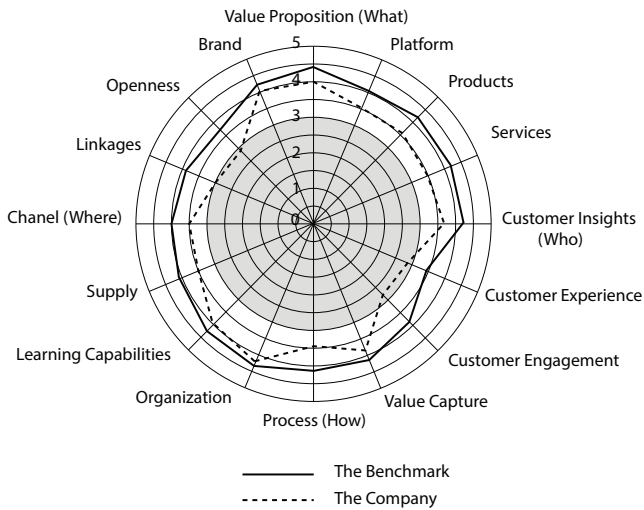 Value Proposition (What)
Brand
5
Platform
Openness
4
Products
3
Linkages
2
Services
1
Chanel (Where)
0
Customer Insights
(Who)
Supply
Customer Experience
Learning Capabilities
Customer Engagement
Organization
Value Capture
Process (How)
The Benchmark
The Company